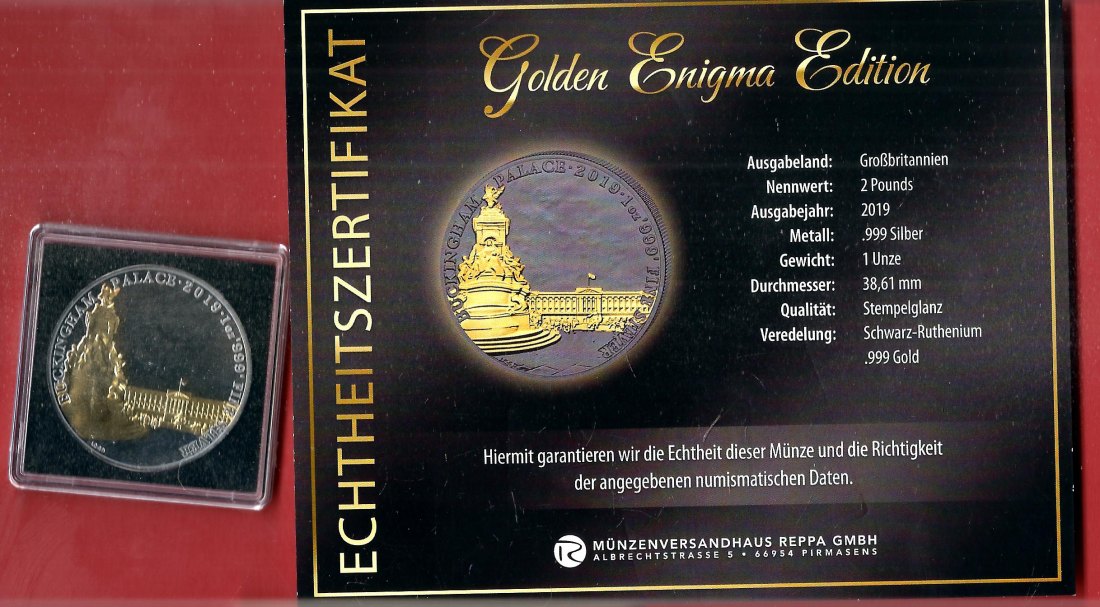 ECHTHEITSZERTIFIKAT
Golden Enigma Edition
BUCKINGHAM PALACE · 2019 · 1 oz · 999 FINE SILVER
Ausgabeland: Großbritannien
Nennwert: 2 Pounds
Ausgabejahr: 2019
Metall: .999 Silber
Gewicht: 1 Unze
Durchmesser: 38,61 mm
Qualität: Stempelglanz
Veredelung: Schwarz-Ruthenium
.999 Gold
Hiermit garantieren wir die Echtheit dieser Münze und die Richtigkeit
der angegebenen numismatischen Daten.
R MÜNZENVERSANDHAUS REPPA GMBH
ALBRECHTSTRASSE 5 • 66954 PIRMASENS
BUCKINGHAM PALACE · 2019 · 1 oz · 999 FINE SILVER